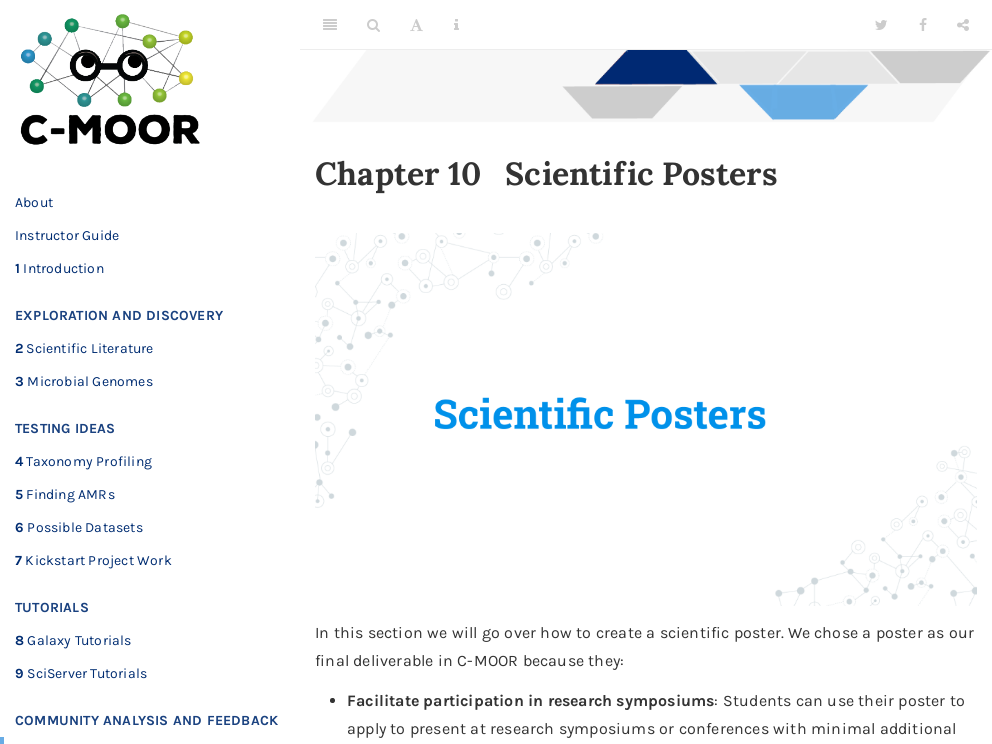 C-MOOR
About
Instructor Guide
1 Introduction
EXPLORATION AND DISCOVERY
2 Scientific Literature
3 Microbial Genomes
TESTING IDEAS
4 Taxonomy Profiling
5 Finding AMRs
6 Possible Datasets
7 Kickstart Project Work
TUTORIALS
8 Galaxy Tutorials
9 SciServer Tutorials
COMMUNITY ANALYSIS AND FEEDBACK
A
Chapter 10 Scientific Posters
Scientific Posters
In this section we will go over how to create a scientific poster. We chose a poster as our
final deliverable in C-MOOR because they:
• Facilitate participation in research symposiums: Students can use their poster to
apply to present at research symposiums or conferences with minimal additional